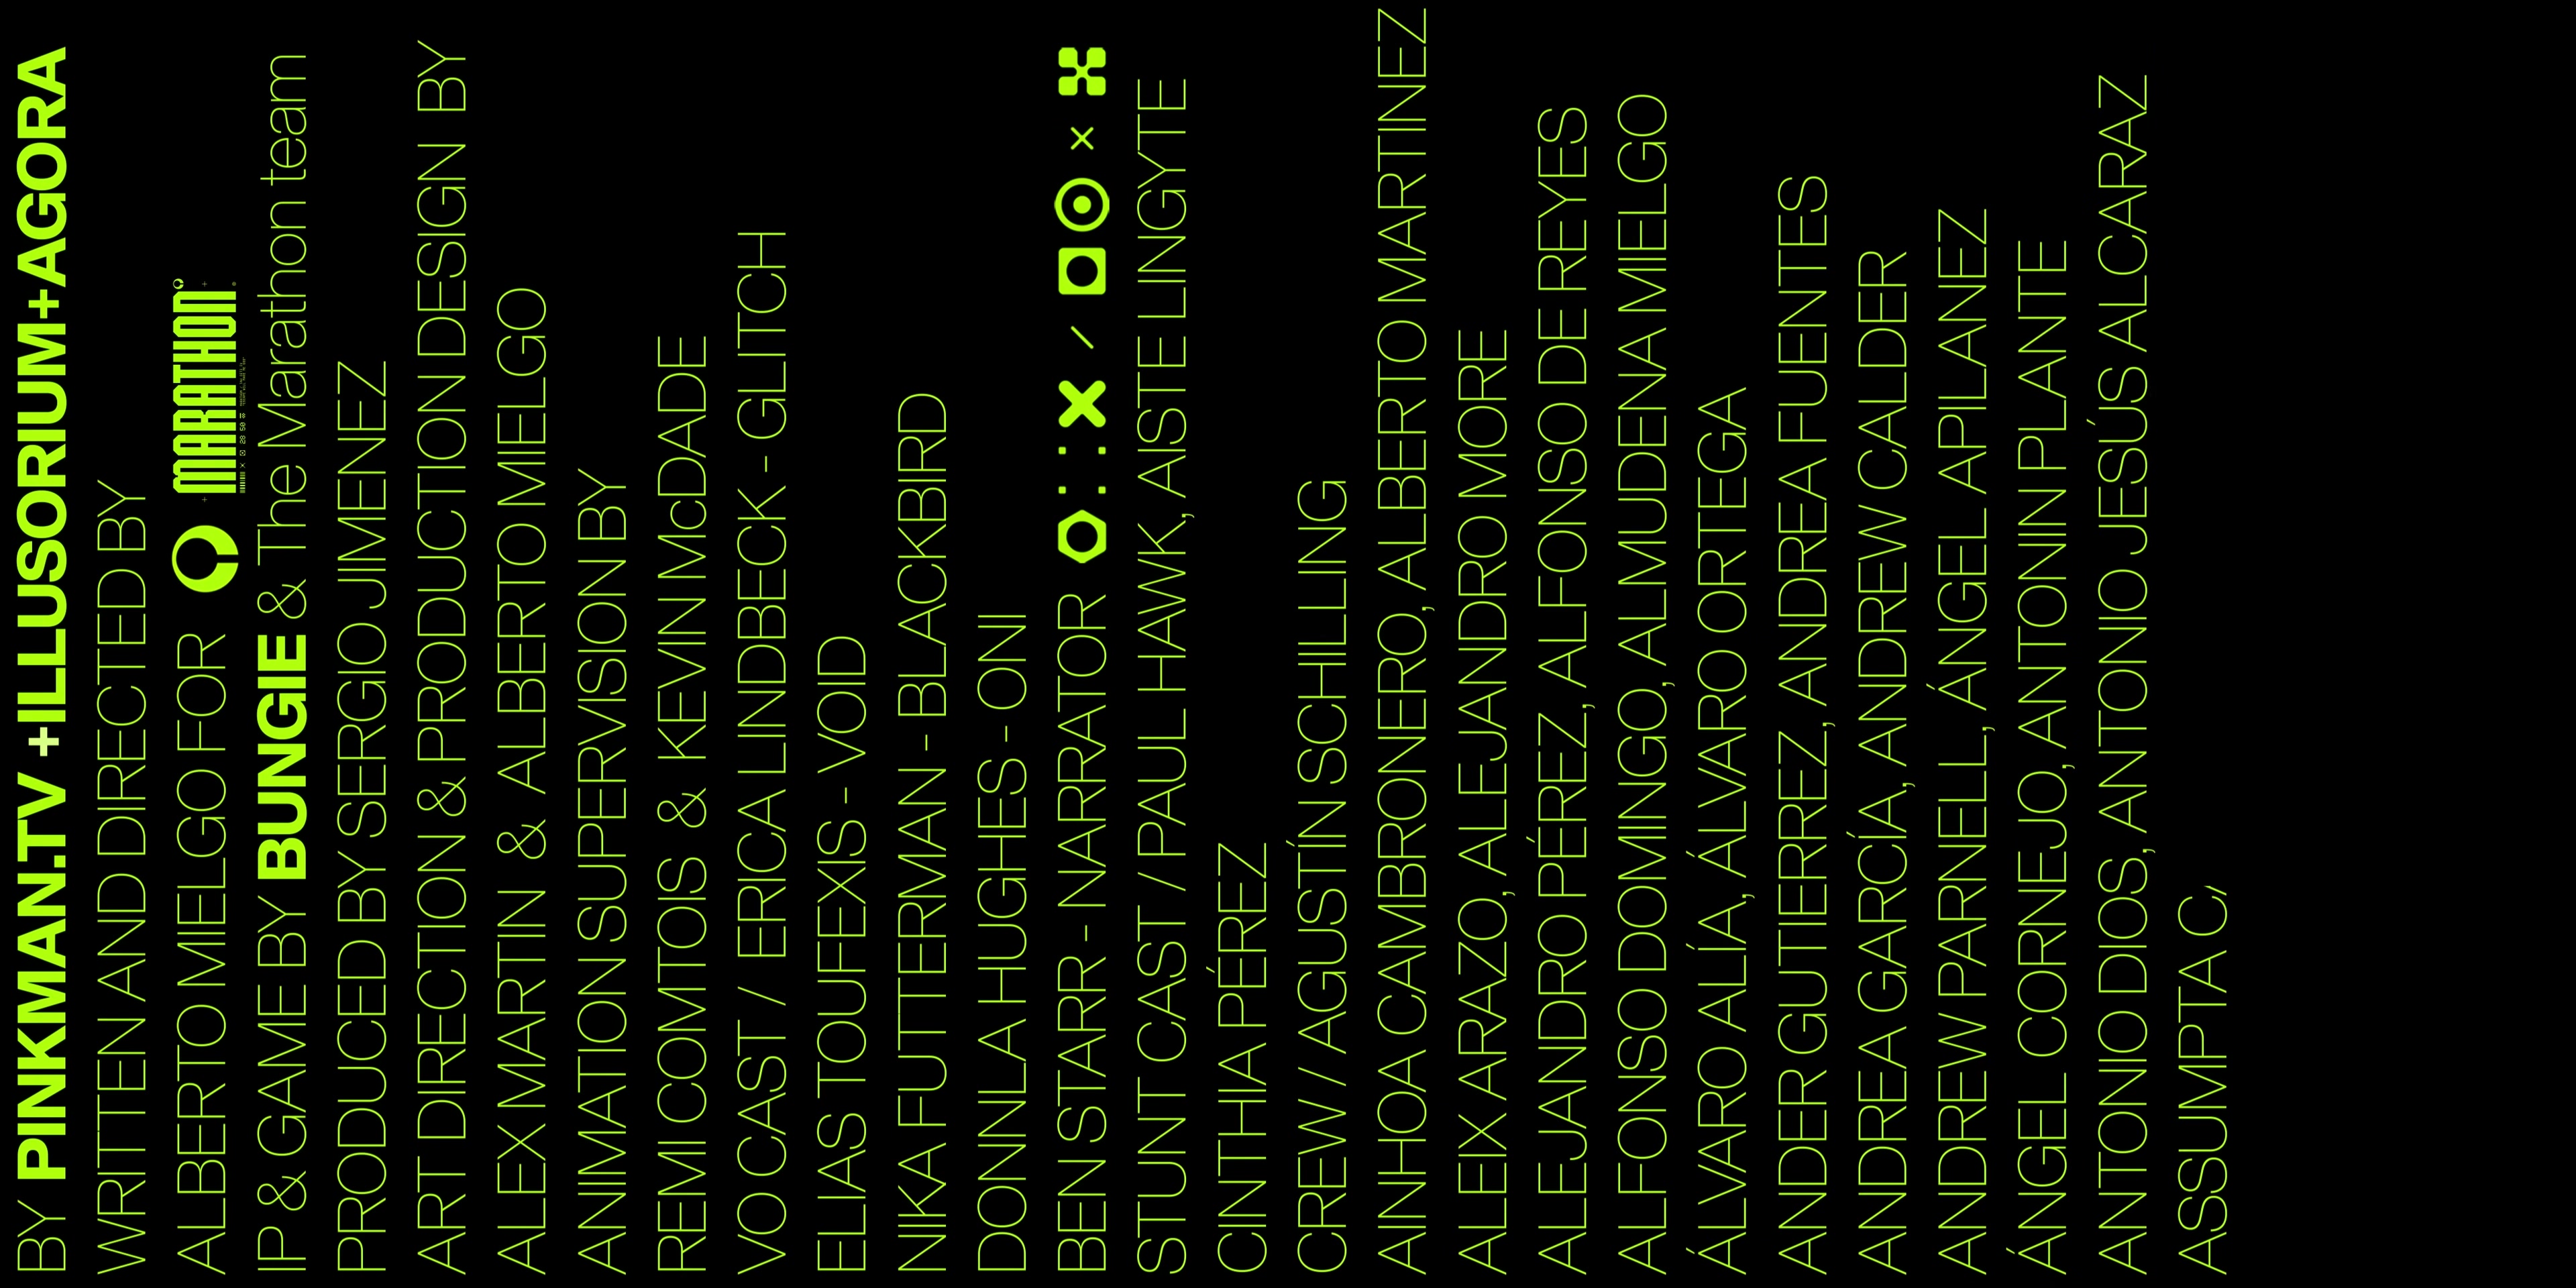 BY PINKMAN.TV +ILLUSORIUM+AGORA
WRITTEN AND DIRECTED BY
ALBERTO MIELGO FOR MARATHON
IP & GAME BY BUNGIE & The Marathon team
PRODUCED BY SERGIO JIMENEZ
ART DIRECTION & PRODUCTION DESIGN BY
ALEX MARTIN & ALBERTO MIELGO
ANIMATION SUPERVISION BY
REMI COMTOIS & KEVIN McDADE
VO CAST / ERICA LINDBECK - GLITCH
ELIAS TOUFEXIS - VOID
NIKA FUTTERMAN - BLACKBIRD
DONNLA HUGHES - ONI
BEN STARR - NARRATOR
STUNT CAST / PAUL HAWK, AISTE LINGYTE
CINTHIA PÉREZ
CREW / AGUSTÍN SCHILLING
AINHOA CAMBRONERO, ALBERTO MARTINEZ
ALEIX ARAZO, ALEJANDRO MORE
ALEJANDRO PÉREZ, ALFONSO DE REYES
ALFONSO DOMINGO, ALMUDENA MIELGO
ÁLVARO ALÍA, ÁLVARO ORTEGA
ANDER GUTIERREZ, ANDREA FUENTES
ANDREA GARCÍA, ANDREW CALDER
ANDREW PARNELL, ÁNGEL APILANEZ
ÁNGEL CORNEJO, ANTONIN PLANTE
ANTONIO DIOS, ANTONIO JESÚS ALCARAZ
ASSUMPTA C